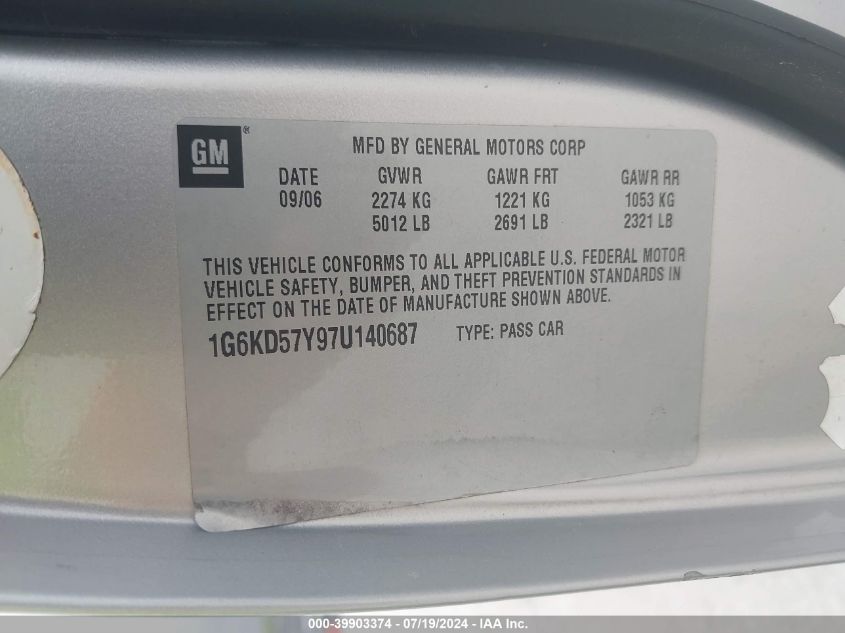 GM®
MFD BY GENERAL MOTORS CORP
DATE GVWR GAWR FRT GAWR RR
09/06 2274 KG 1221 KG 1053 KG
5012 LB 2691 LB 2321 LB
THIS VEHICLE CONFORMS TO ALL APPLICABLE U.S. FEDERAL MOTOR
VEHICLE SAFETY, BUMPER, AND THEFT PREVENTION STANDARDS IN
EFFECT ON THE DATE OF MANUFACTURE SHOWN ABOVE.
1G6KD57Y97U140687 TYPE: PASS CAR
1-39903374 - 07/19/2024 - IAA Inc.